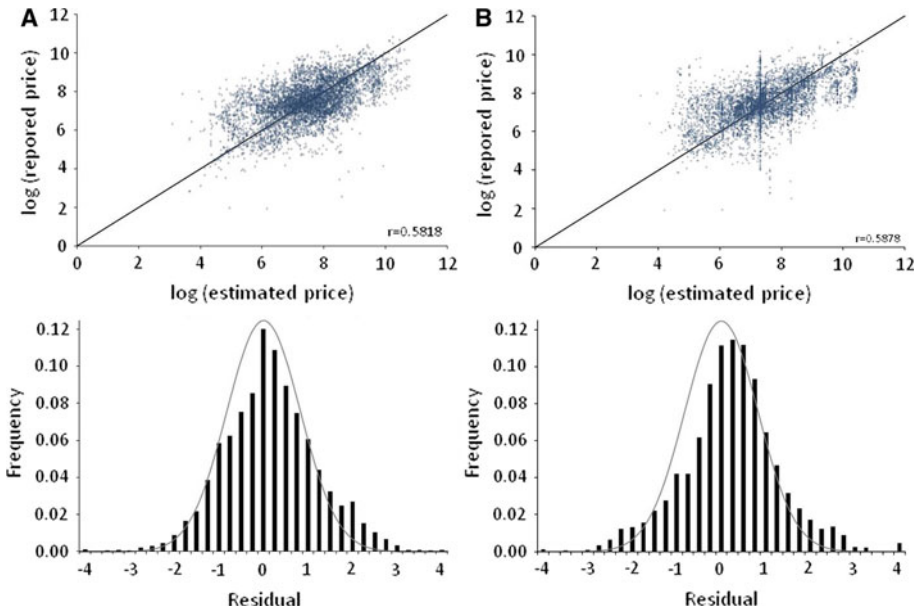 A
12
10
8
6
4
2
0
log (repored price)
r=0.5818
0 2 4 6 8 10 12
log (estimated price)
B
12
10
8
6
4
2
0
log (repored price)
r=0.5878
0 2 4 6 8 10 12
log (estimated price)
0.12
0.10
0.08
0.06
0.04
0.02
0.00
Frequency
-4 -3 -2 -1 0 1 2 3 4
Residual
0.12
0.10
0.08
0.06
0.04
0.02
0.00
Frequency
-4 -3 -2 -1 0 1 2 3 4
Residual